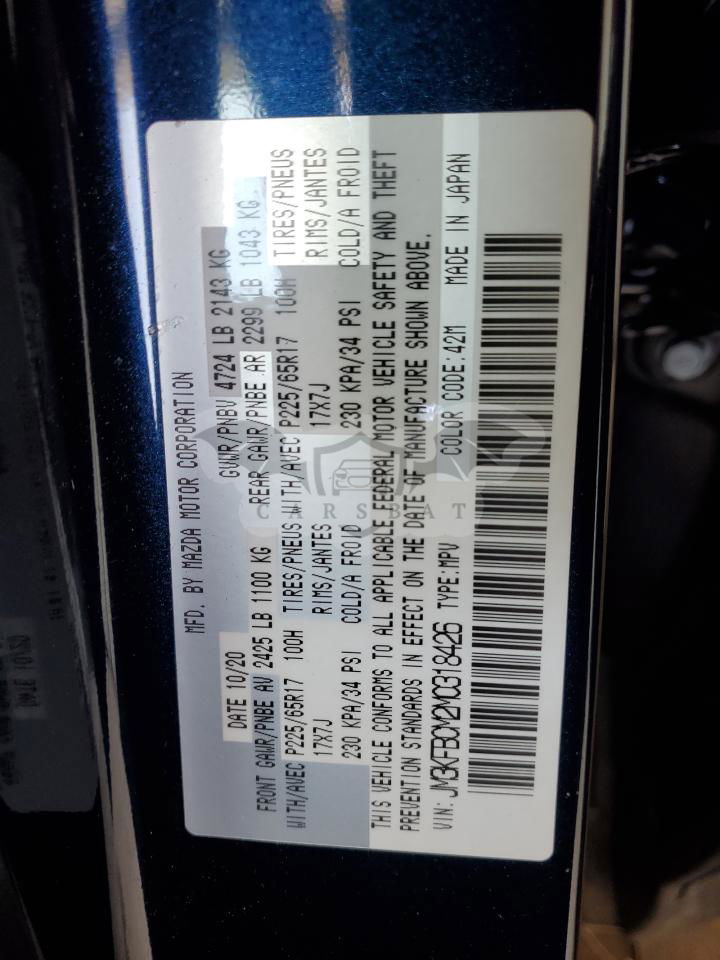 MFD. BY MAZDA MOTOR CORPORATION
DATE 10/20 GVWR/PNBV 4724 LB 2143 KG
FRONT GAWR/PNBE AV 2425 LB 1100 KG REAR GAWR/PNBE AR 2299 LB 1043 KG
WITH/AVEC P225/65R17 100H TIRES/PNEUS WITH/AVEC P225/65R17 100H TIRES/PNEUS
17X7J RIMS/JANTES 17X7J RIMS/JANTES
230 KPA/34 PSI COLD/A FROID 230 KPA/34 PSI COLD/A FROID
THIS VEHICLE CONFORMS TO ALL APPLICABLE FEDERAL MOTOR VEHICLE SAFETY AND THEFT
PREVENTION STANDARDS IN EFFECT ON THE DATE OF MANUFACTURE SHOWN ABOVE.
VIN: JM3KFBCM2M0318426 TYPE:MPV COLOR CODE:42M MADE IN JAPAN
CARSBAT